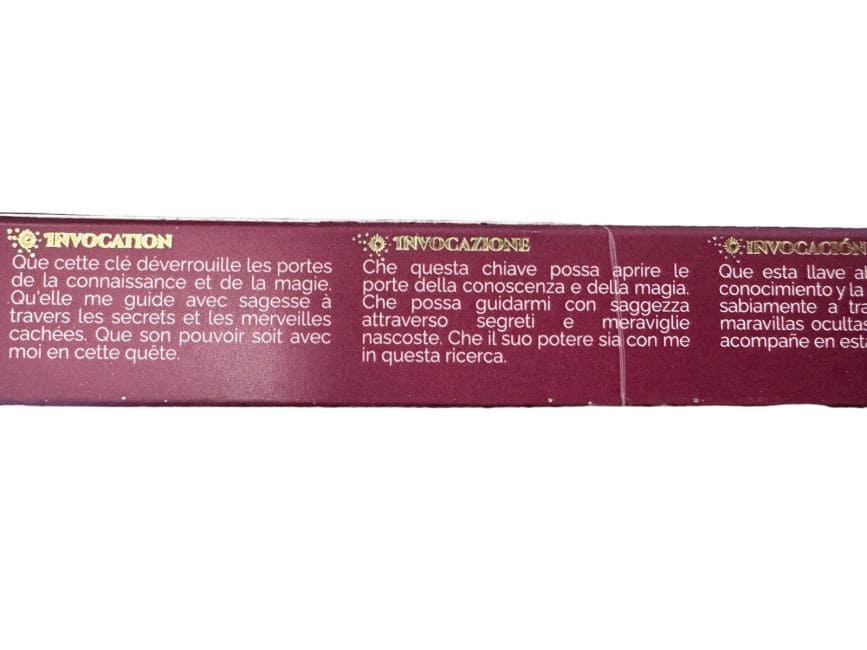 INVOCATION
Que cette clé déverrouille les portes
de la connaissance et de la magie.
Qu'elle me guide avec sagesse à
travers les secrets et les merveilles
cachées. Que son pouvoir soit avec
moi en cette quête.
INVOCAZIONE
Che questa chiave possa aprire le
porte della conoscenza e della magia.
Che possa guidarmi con saggezza
attraverso segreti e meraviglie
nascoste. Che il suo potere sia con me
in questa ricerca.
INVOCACIÓN
Que esta llave
conocimiento y la
sabiamente a
maravillas
acompañe en